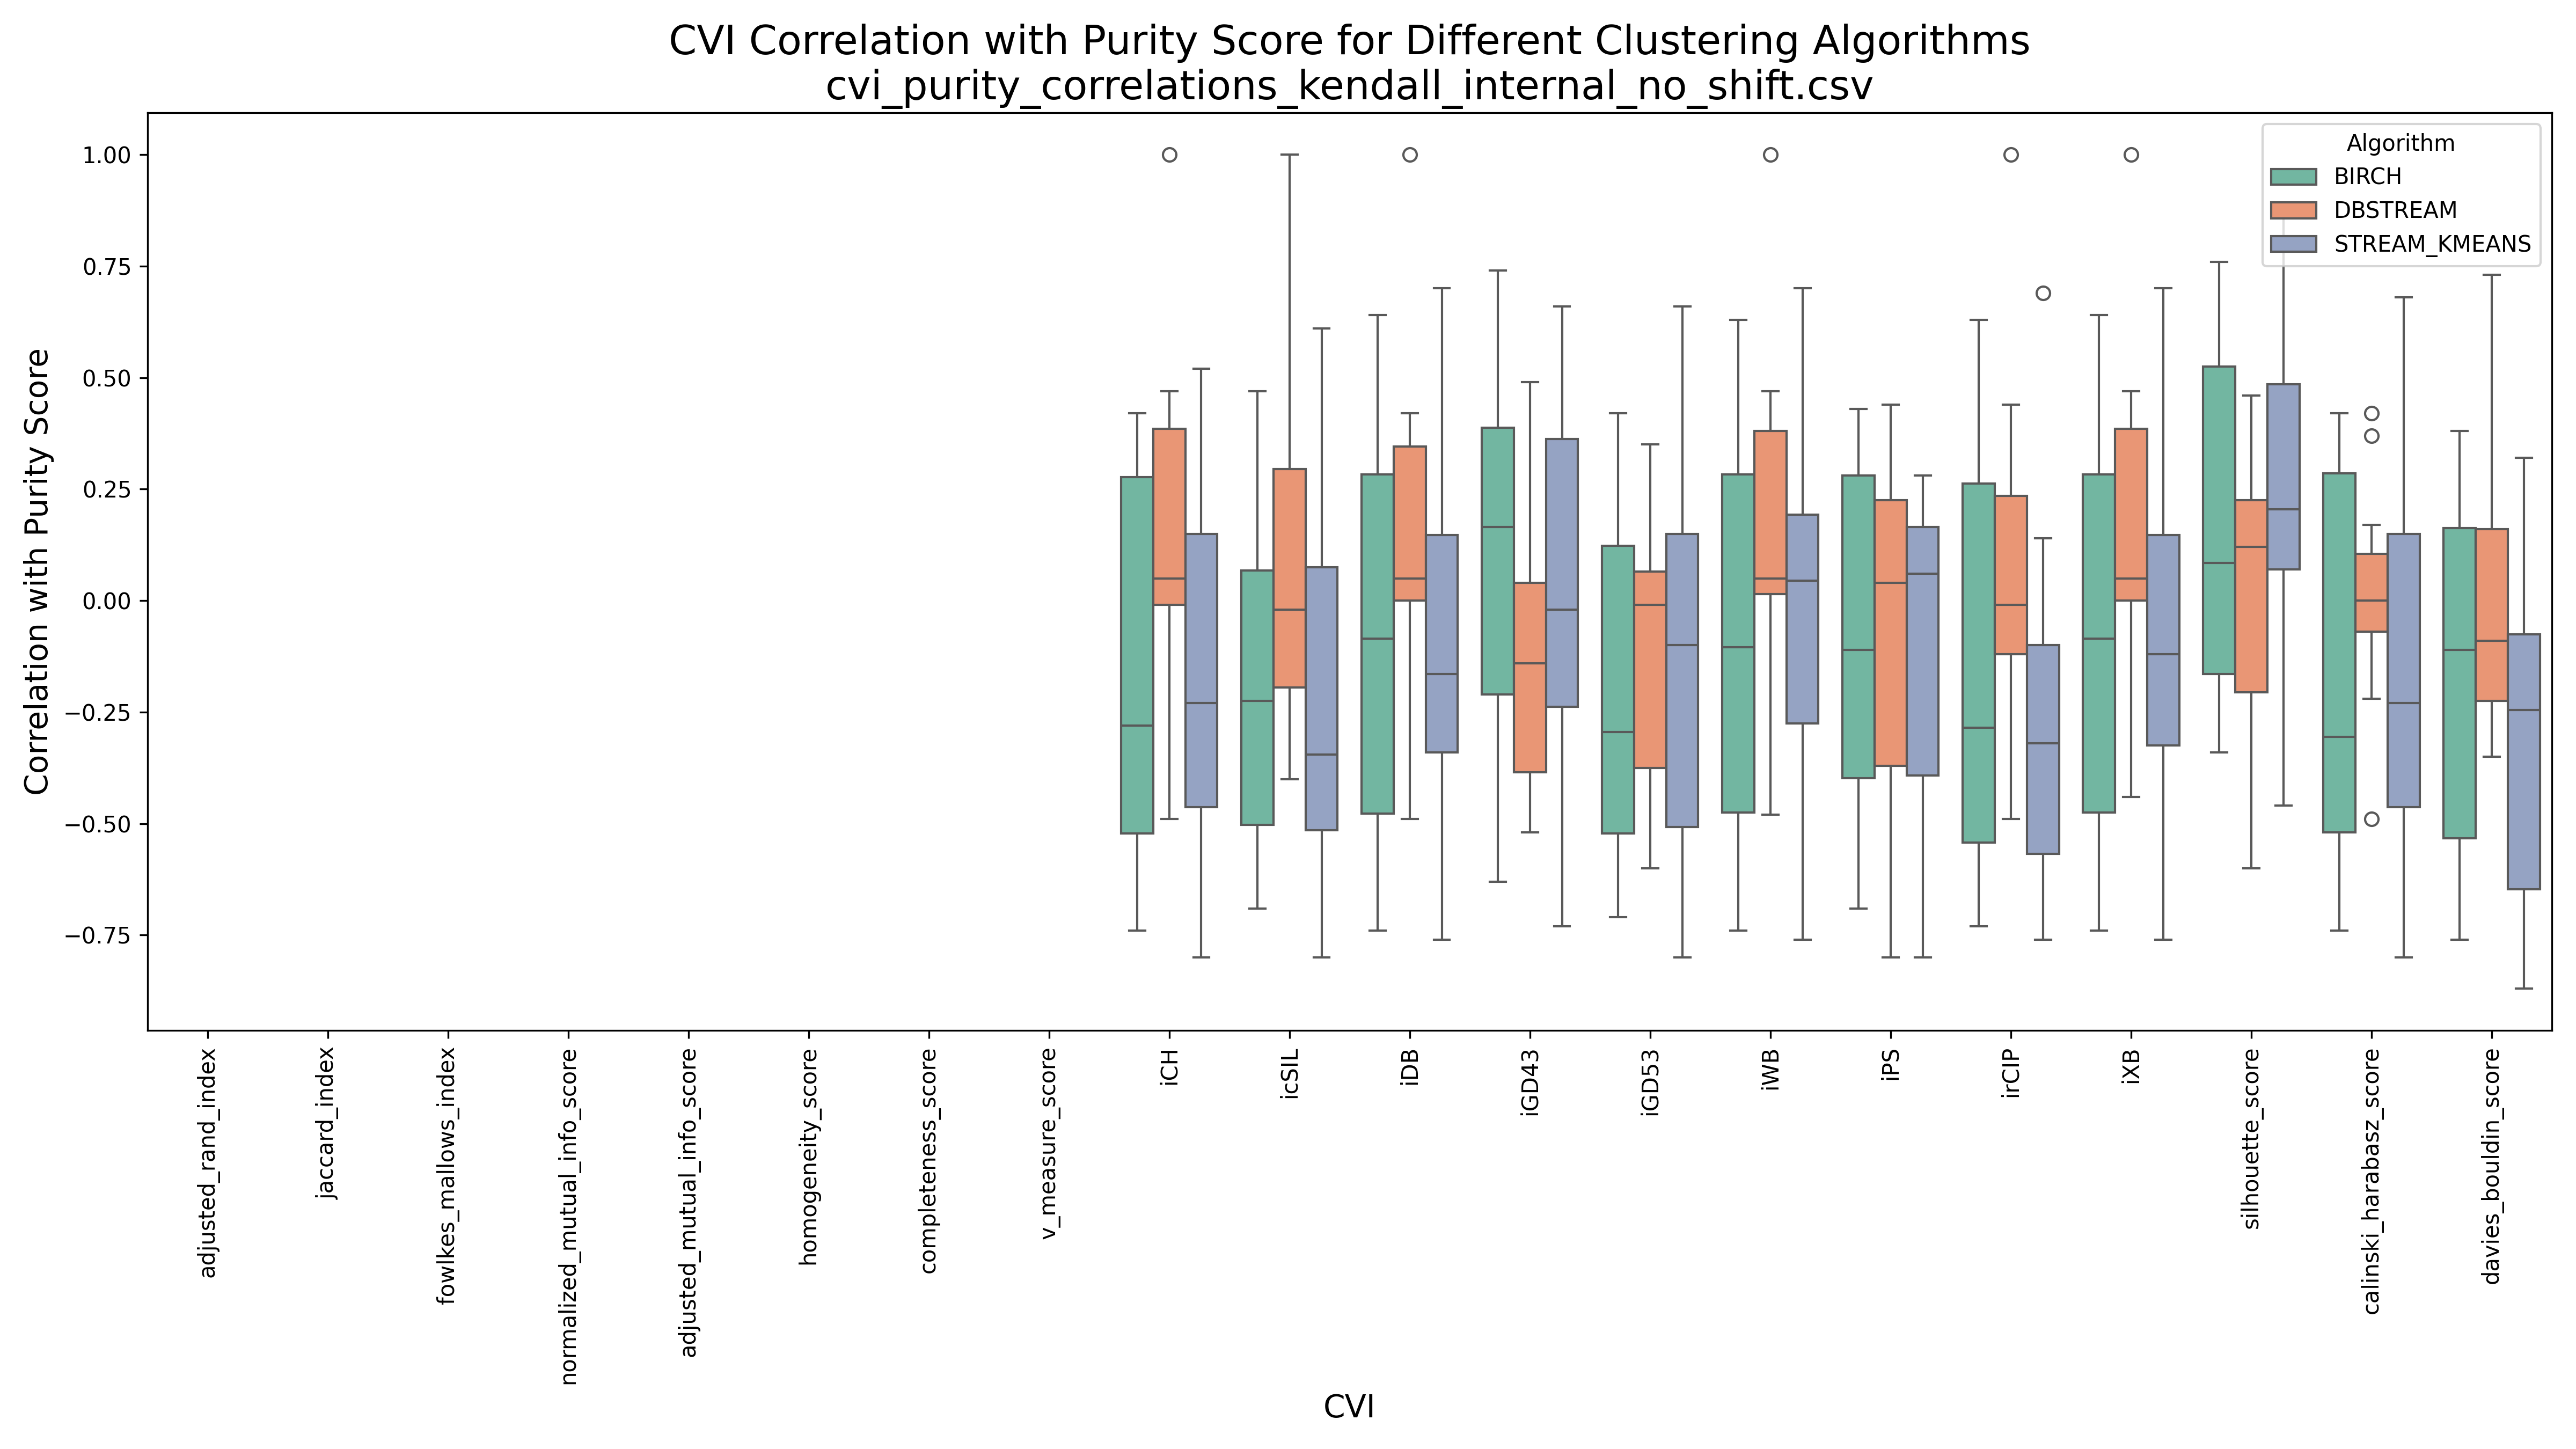 CVI Correlation with Purity Score for Different Clustering Algorithms
cvi_purity_correlations_kendall_internal_no_shift.csv
Correlation with Purity Score
1.00
0.75
0.50
0.25
0.00
−0.25
−0.50
−0.75
Algorithm
BIRCH
DBSTREAM
STREAM_KMEANS
adjusted_rand_index
jaccard_index
fowlkes_mallows_index
normalized_mutual_info_score
adjusted_mutual_info_score
homogeneity_score
completeness_score
v_measure_score
iCH
icSIL
iDB
iGD43
iGD53
iWB
iPS
irCIP
iXB
silhouette_score
calinski_harabasz_score
davies_bouldin_score
CVI